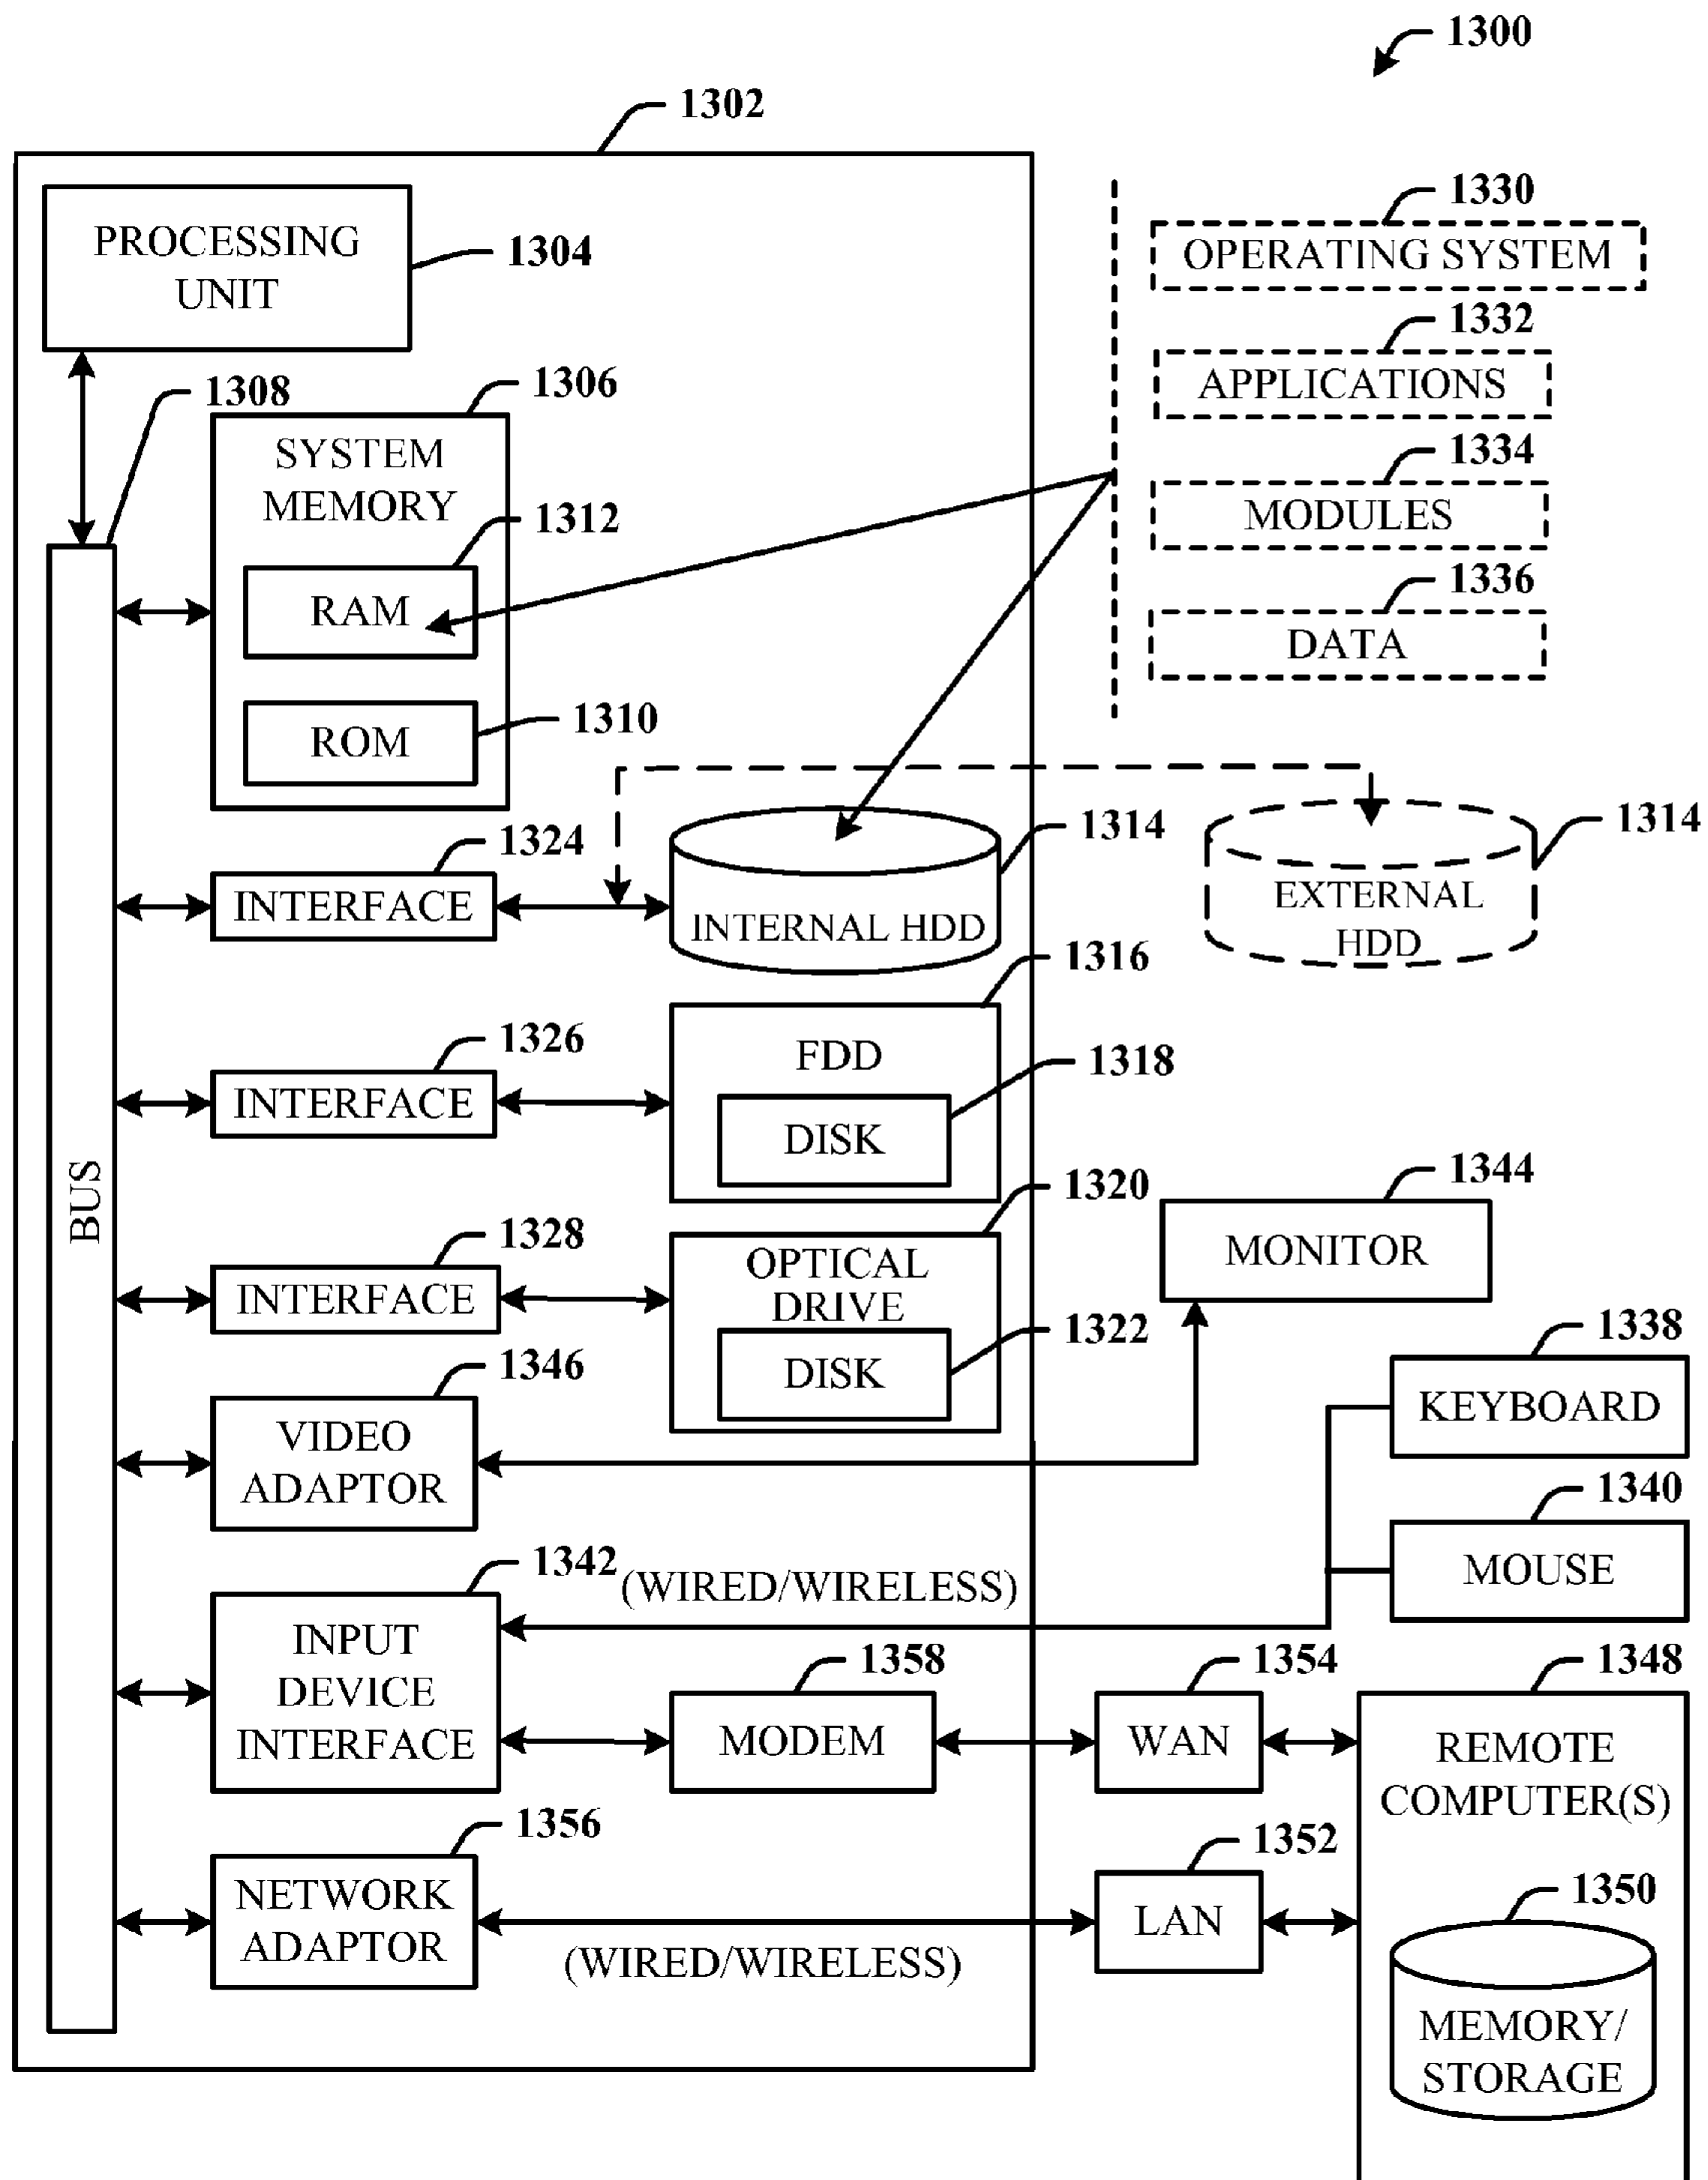 1300
1302
PROCESSING
UNIT
1304
1330
OPERATING SYSTEM
1332
APPLICATIONS
1334
MODULES
1336
DATA
1308
1306
SYSTEM
MEMORY
1312
RAM
1310
ROM
1324
INTERFACE
1314
INTERNAL HDD
1314
EXTERNAL
HDD
1316
FDD
1318
DISK
1326
INTERFACE
BUS
1320
OPTICAL
DRIVE
1322
DISK
1328
INTERFACE
1344
MONITOR
1346
VIDEO
ADAPTOR
1338
KEYBOARD
1340
MOUSE
1342
(WIRED/WIRELESS)
INPUT
DEVICE
INTERFACE
1358
MODEM
1354
WAN
1348
REMOTE
COMPUTER(S)
1356
NETWORK
ADAPTOR
(WIRED/WIRELESS)
1352
LAN
1350
MEMORY/
STORAGE